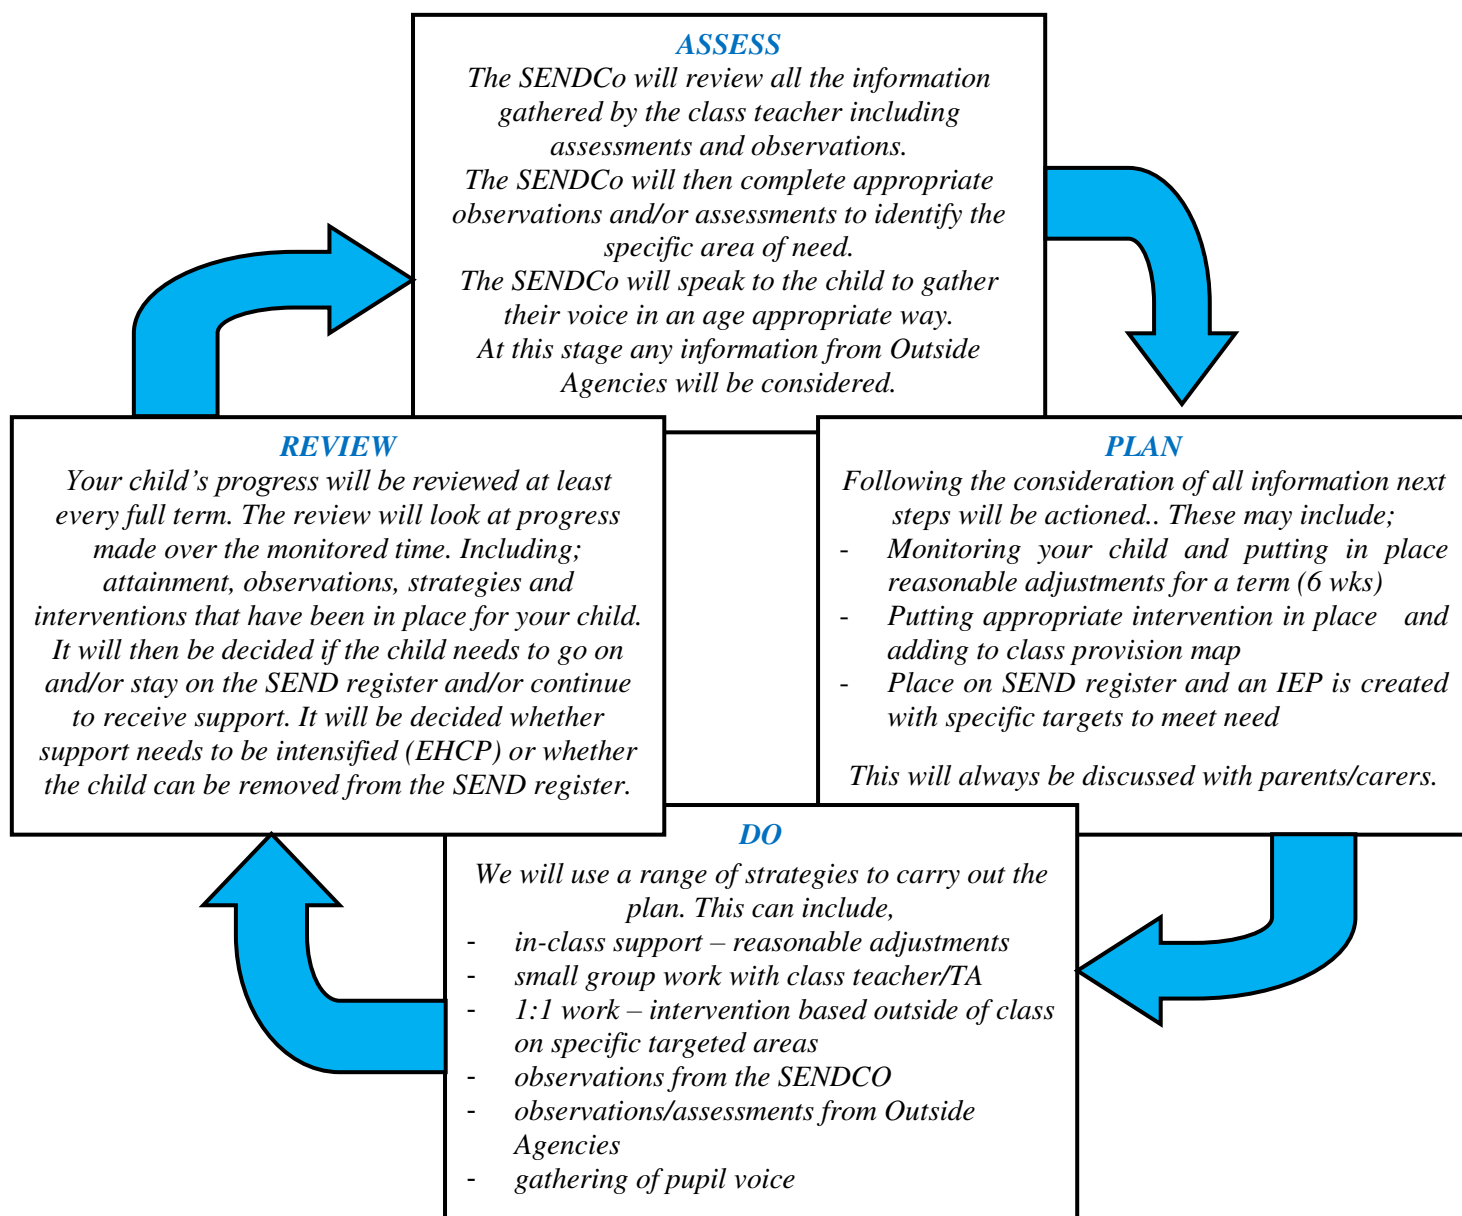 ASSESS
The SENDCo will review all the information
gathered by the class teacher including
assessments and observations.
The SENDCo will then complete appropriate
observations and/or assessments to identify the
specific area of need.
The SENDCo will speak to the child to gather
their voice in an age appropriate way.
At this stage any information from Outside
Agencies will be considered.
PLAN
Following the consideration of all information next
steps will be actioned.. These may include;
- Monitoring your child and putting in place
reasonable adjustments for a term (6 wks)
- Putting appropriate intervention in place and
adding to class provision map
- Place on SEND register and an IEP is created
with specific targets to meet need
This will always be discussed with parents/carers.
DO
We will use a range of strategies to carry out the
plan. This can include,
- in-class support – reasonable adjustments
- small group work with class teacher/TA
- 1:1 work – intervention based outside of class
on specific targeted areas
- observations from the SENDCO
- observations/assessments from Outside
Agencies
- gathering of pupil voice
REVIEW
Your child’s progress will be reviewed at least
every full term. The review will look at progress
made over the monitored time. Including;
attainment, observations, strategies and
interventions that have been in place for your child.
It will then be decided if the child needs to go on
and/or stay on the SEND register and/or continue
to receive support. It will be decided whether
support needs to be intensified (EHCP) or whether
the child can be removed from the SEND register.